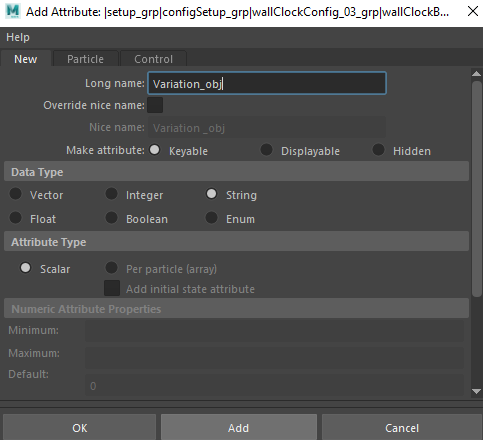 Add Attribute: |setup_grp|configSetup_grp|wallClockConfig_03_grp|wallClockB...
Help
New Particle Control
Long name: Variation_obj
Override nice name:
Nice name: Variation _obj
Make attribute: Keyable Displayable Hidden
Data Type
Vector Integer String
Float Boolean Enum
Attribute Type
Scalar Per particle (array)
Add initial state attribute
Numeric Attribute Properties
Minimum:
Maximum:
Default:
0
OK Add Cancel